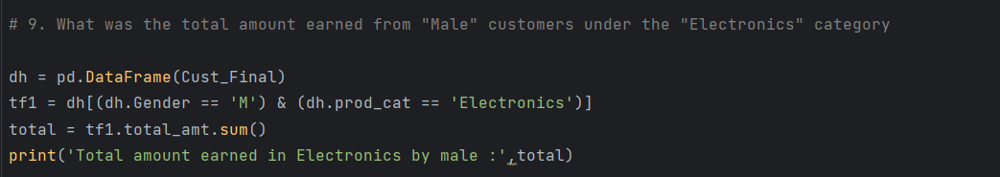 # 9. What was the total amount earned from "Male" customers under the "Electronics" category
dh = pd.DataFrame(Cust_Final)
tf1 = dh[(dh.Gender == 'M') & (dh.prod_cat == 'Electronics')]
total = tf1.total_amt.sum()
print('Total amount earned in Electronics by male :',total)